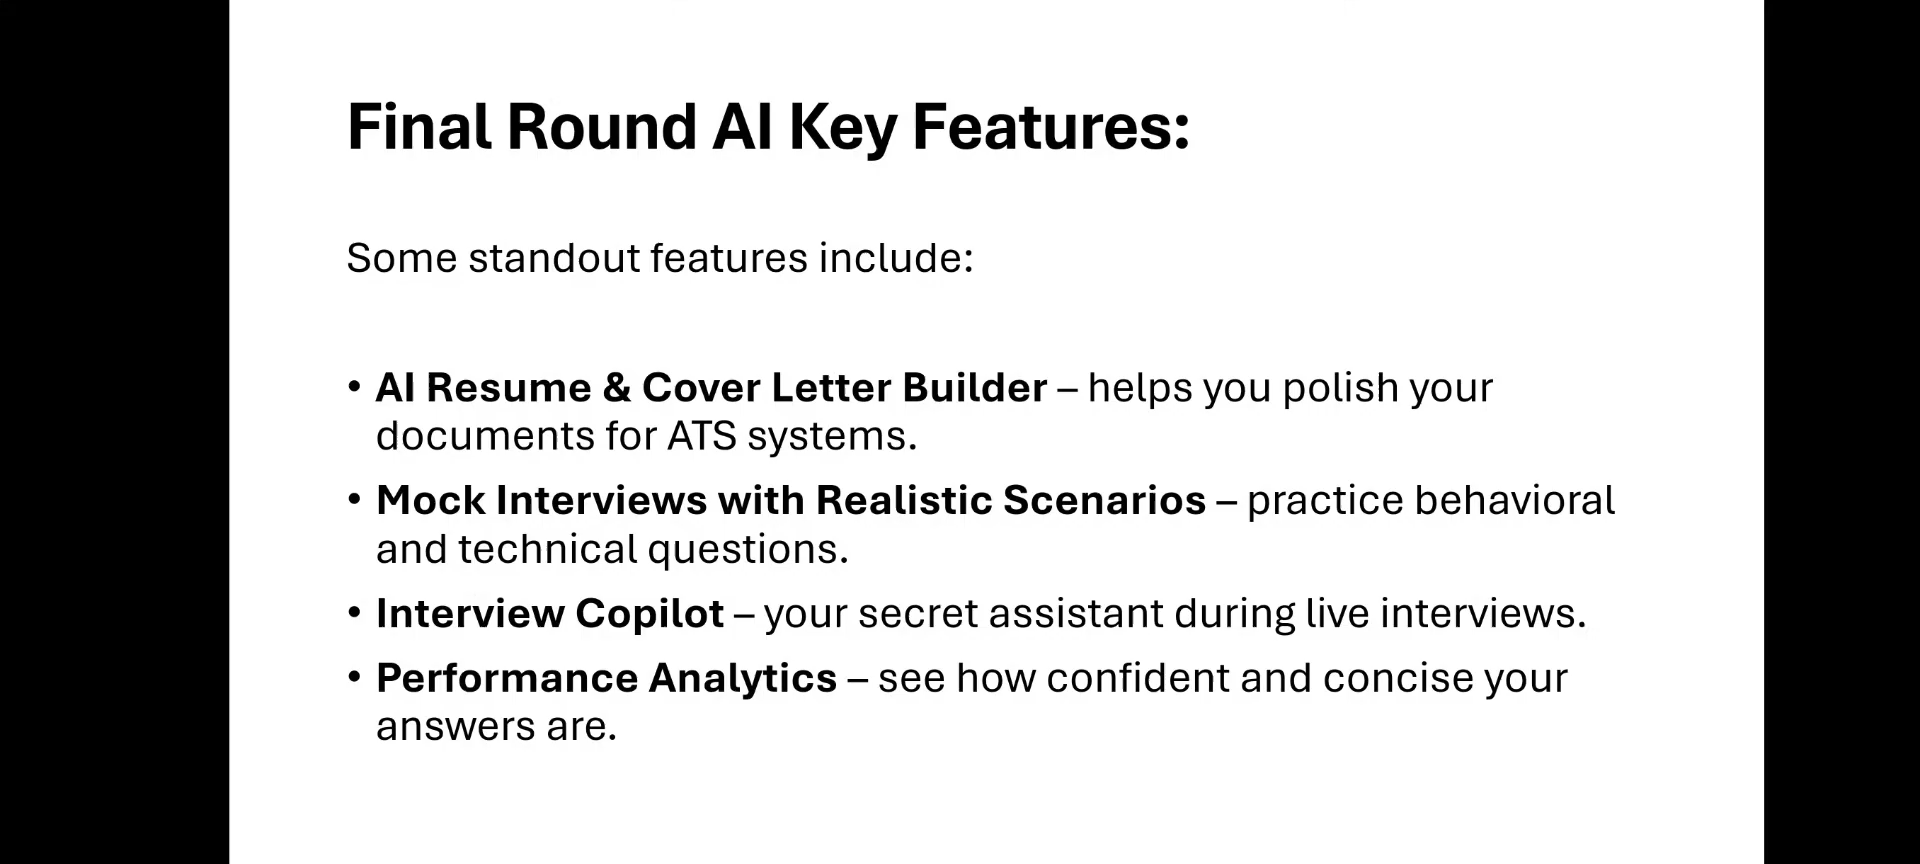 Final Round AI Key Features:
Some standout features include:
• AI Resume & Cover Letter Builder – helps you polish your
documents for ATS systems.
• Mock Interviews with Realistic Scenarios – practice behavioral
and technical questions.
• Interview Copilot – your secret assistant during live interviews.
• Performance Analytics – see how confident and concise your
answers are.